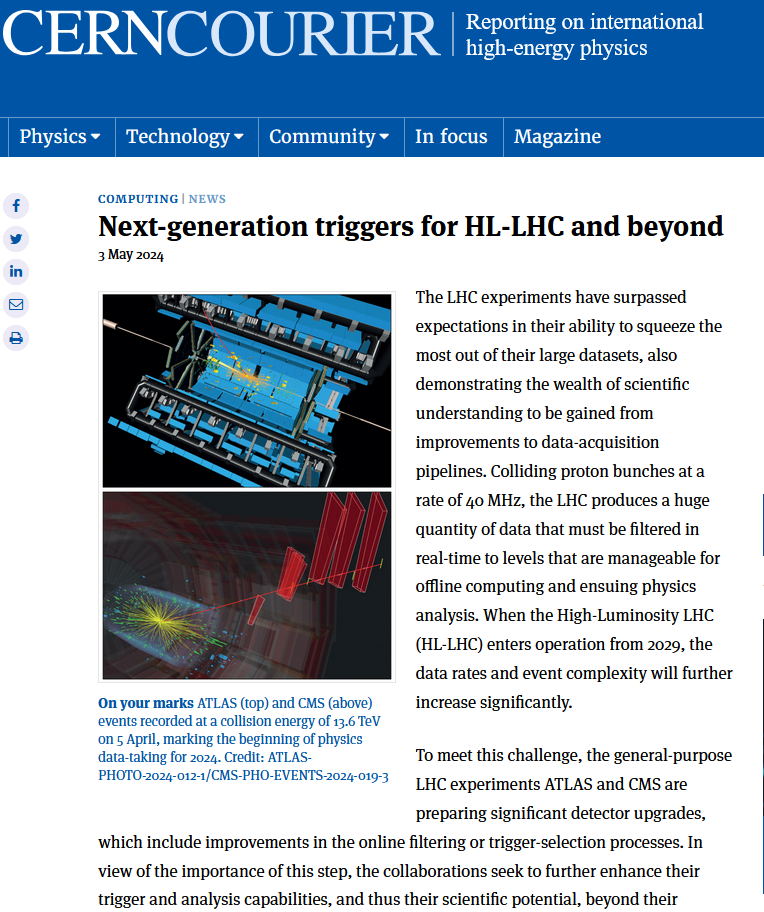 CERNCOURIER
Reporting on international
high-energy physics
Physics
Technology
Community
In focus
Magazine
COMPUTING | NEWS
Next-generation triggers for HL-LHC and beyond
3 May 2024
The LHC experiments have surpassed
expectations in their ability to squeeze the
most out of their large datasets, also
demonstrating the wealth of scientific
understanding to be gained from
improvements to data-acquisition
pipelines. Colliding proton bunches at a
rate of 40 MHz, the LHC produces a huge
quantity of data that must be filtered in
real-time to levels that are manageable for
offline computing and ensuing physics
analysis. When the High-Luminosity LHC
(HL-LHC) enters operation from 2029, the
data rates and event complexity will further
increase significantly.
On your marks ATLAS (top) and CMS (above)
events recorded at a collision energy of 13.6 TeV
on 5 April, marking the beginning of physics
data-taking for 2024. Credit: ATLAS-
PHOTO-2024-012-1/CMS-PHO-EVENTS-2024-019-3
To meet this challenge, the general-purpose
LHC experiments ATLAS and CMS are
preparing significant detector upgrades,
which include improvements in the online filtering or trigger-selection processes. In
view of the importance of this step, the collaborations seek to further enhance their
trigger and analysis capabilities, and thus their scientific potential, beyond their